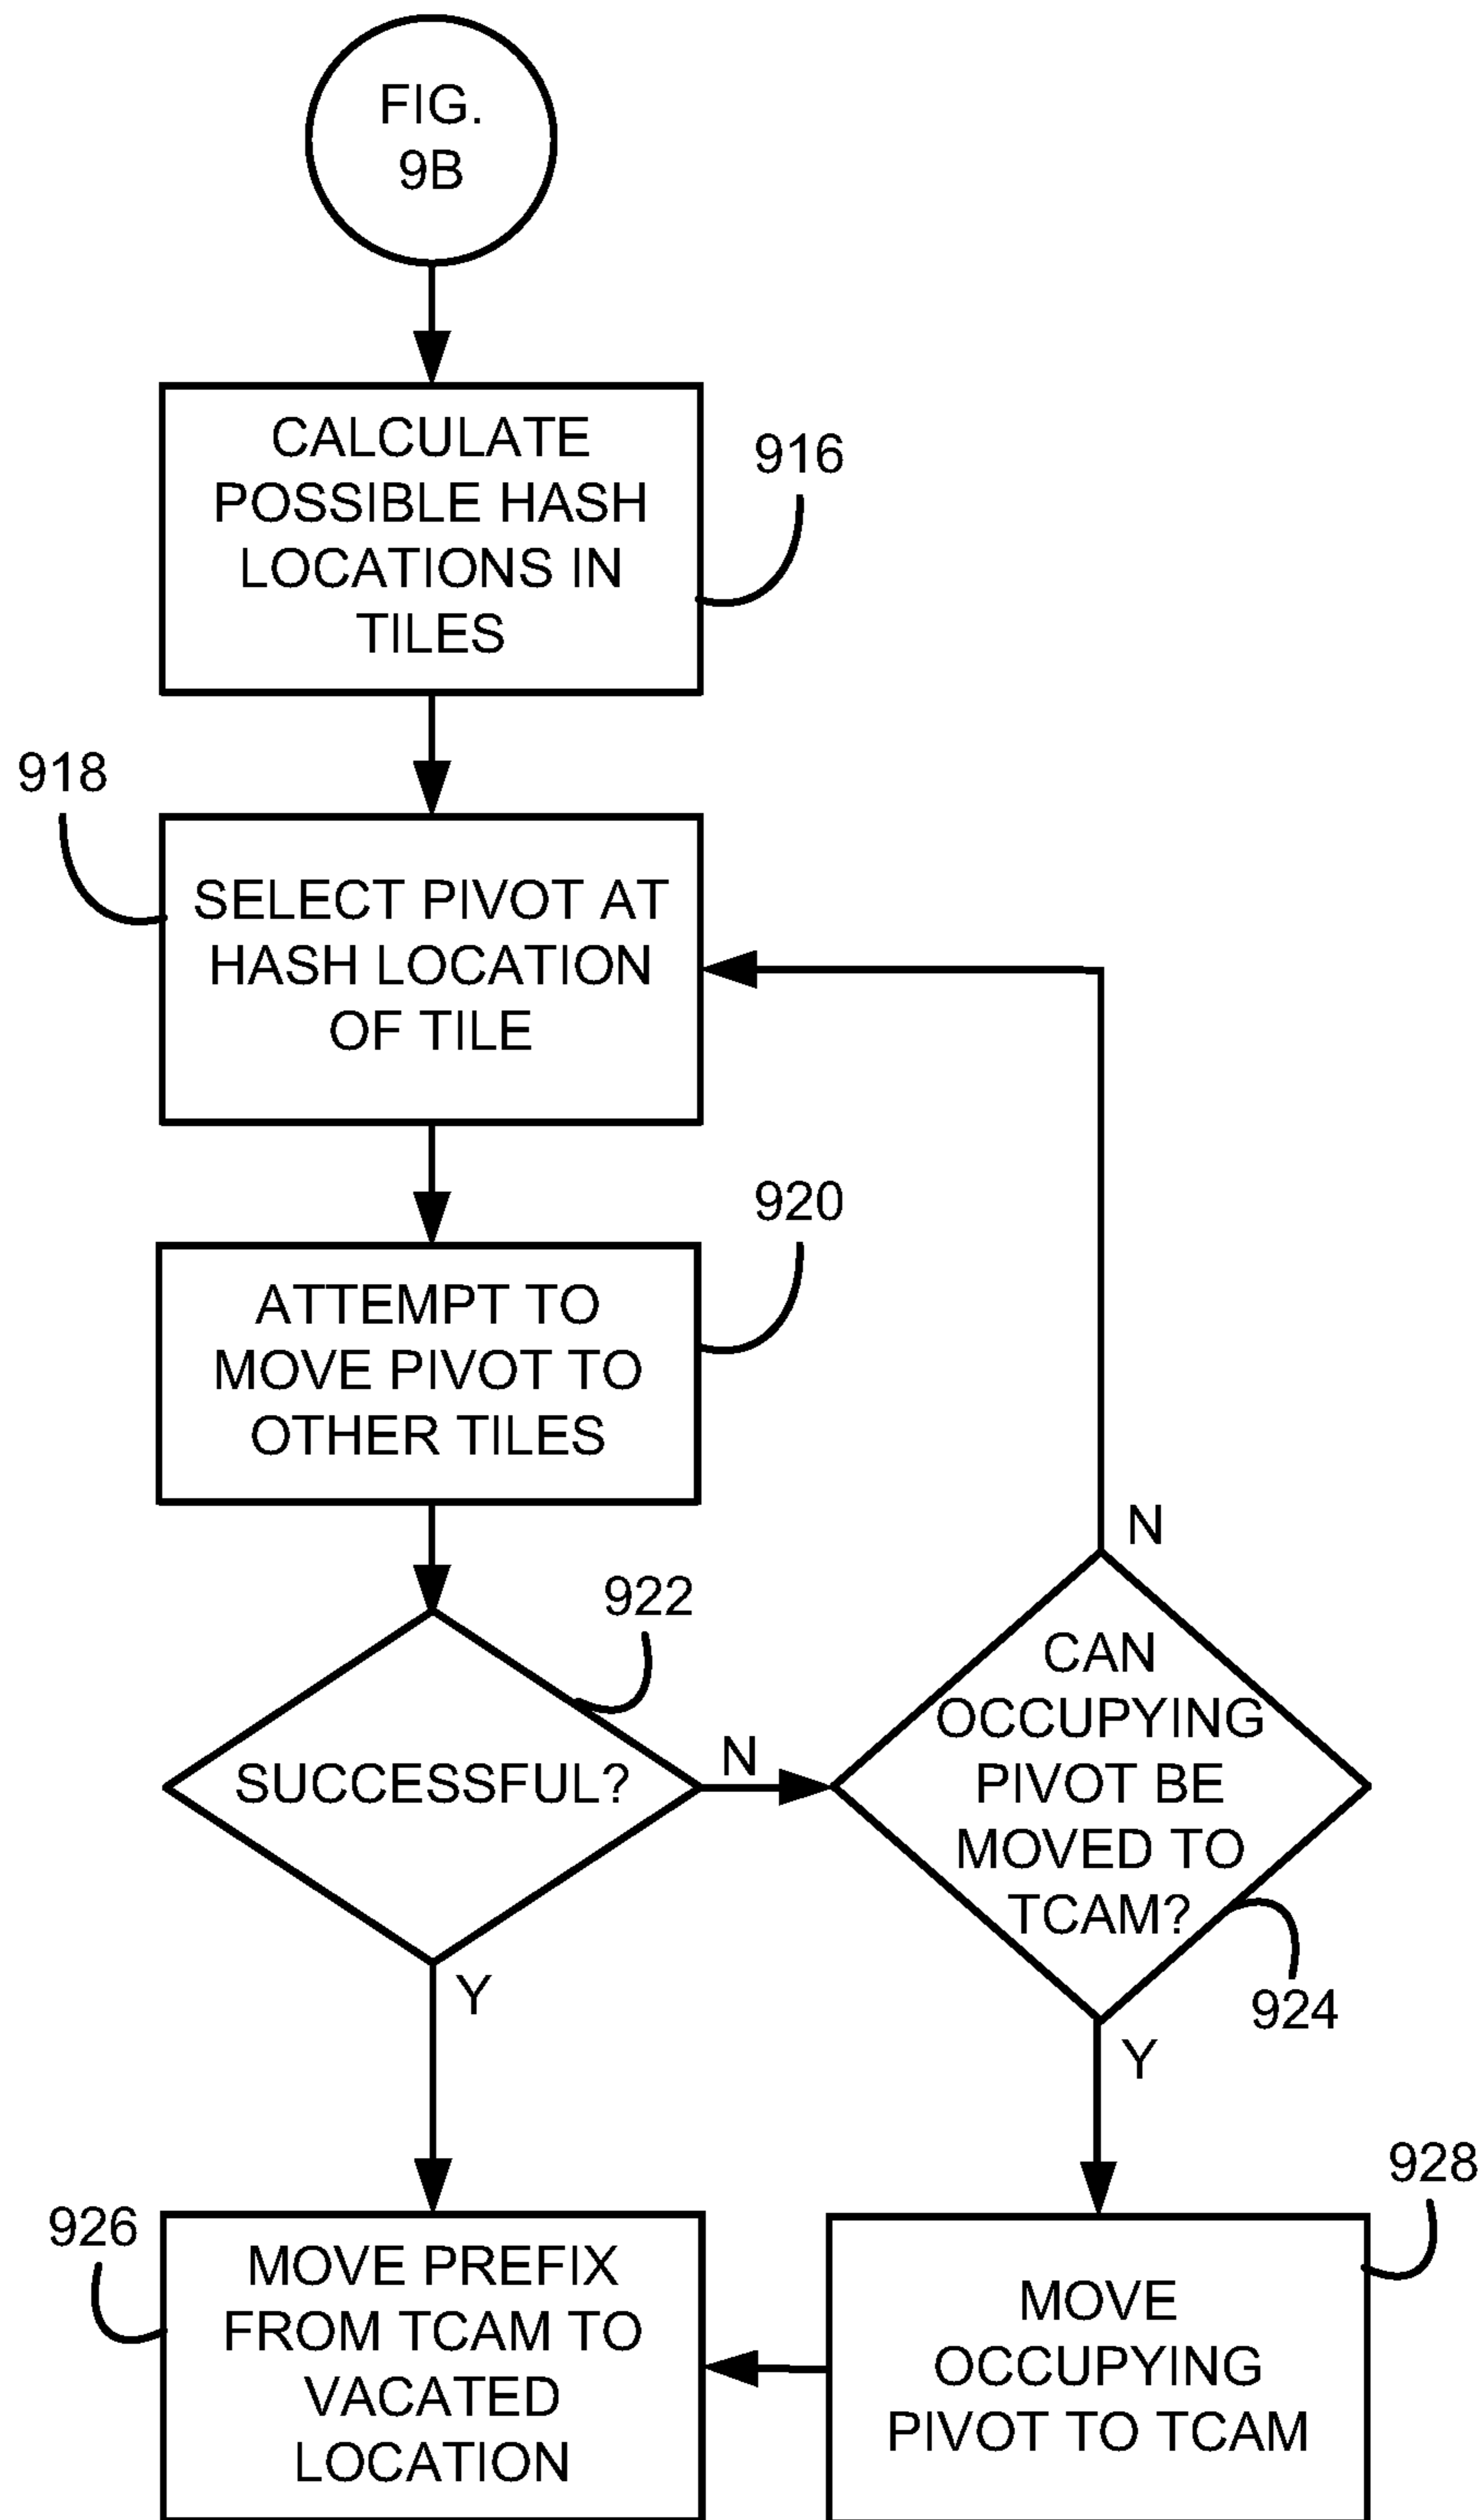 FIG.
9B
CALCULATE
POSSIBLE HASH
LOCATIONS IN
TILES
916
918
SELECT PIVOT AT
HASH LOCATION
OF TILE
920
ATTEMPT TO
MOVE PIVOT TO
OTHER TILES
922
SUCCESSFUL?
N
Y
N
CAN
OCCUPYING
PIVOT BE
MOVED TO
TCAM?
924
Y
926
MOVE PREFIX
FROM TCAM TO
VACATED
LOCATION
928
MOVE
OCCUPYING
PIVOT TO TCAM